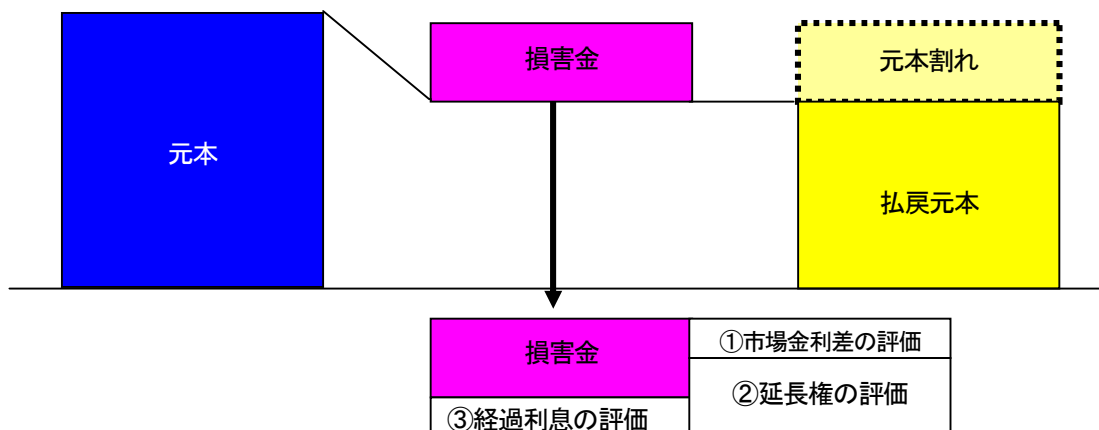 損害金
元本割れ
元本
払戻元本
損害金
①市場金利差の評価
②延長権の評価
③経過利息の評価